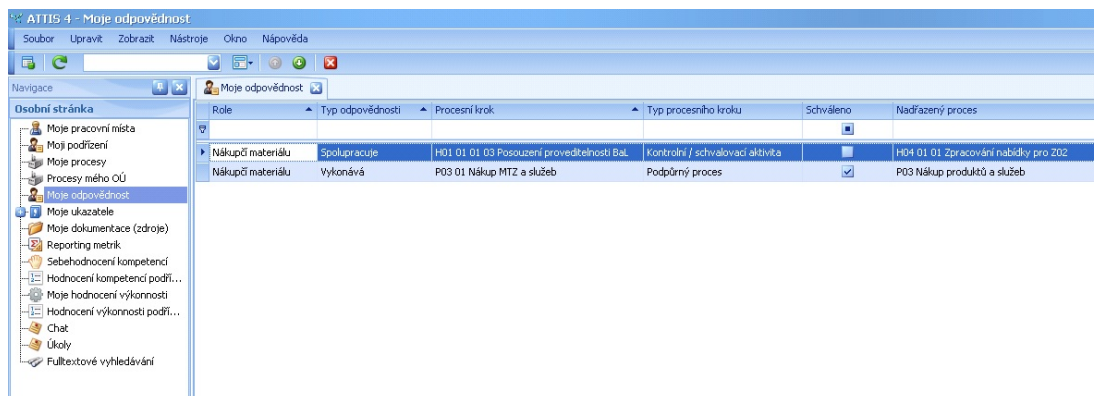 ATTIS 4 - Moje odpovědnost
Soubor Upravit Zobrazit Nástroje Okno Nápověda
Navigace
Moje odpovědnost
Osobní stránka
Moje pracovní místa
Moji podřízení
Moje procesy
Procesy mého OÚ
Moje odpovědnost
Moje ukazatele
Moje dokumentace (zdroje)
Reporting metrik
Sebehodnocení kompetencí
Hodnocení kompetencí podří...
Moje hodnocení výkonnosti
Hodnocení výkonnosti podří...
Chat
Úkoly
Fulltextové vyhledávání
Role Typ odpovědnosti Procesní krok Typ procesního kroku Schváleno Nadřazený proces
Nákupčí materiálu Spolupracuje H01 01 01 03 Posouzení proveditelnosti BaL Kontrolní / schvalovací aktivita H04 01 01 Zpracování nabídky pro Z02
Nákupčí materiálu Vykonává P03 01 Nákup MTZ a služeb Podpůrný proces P03 Nákup produktů a služeb